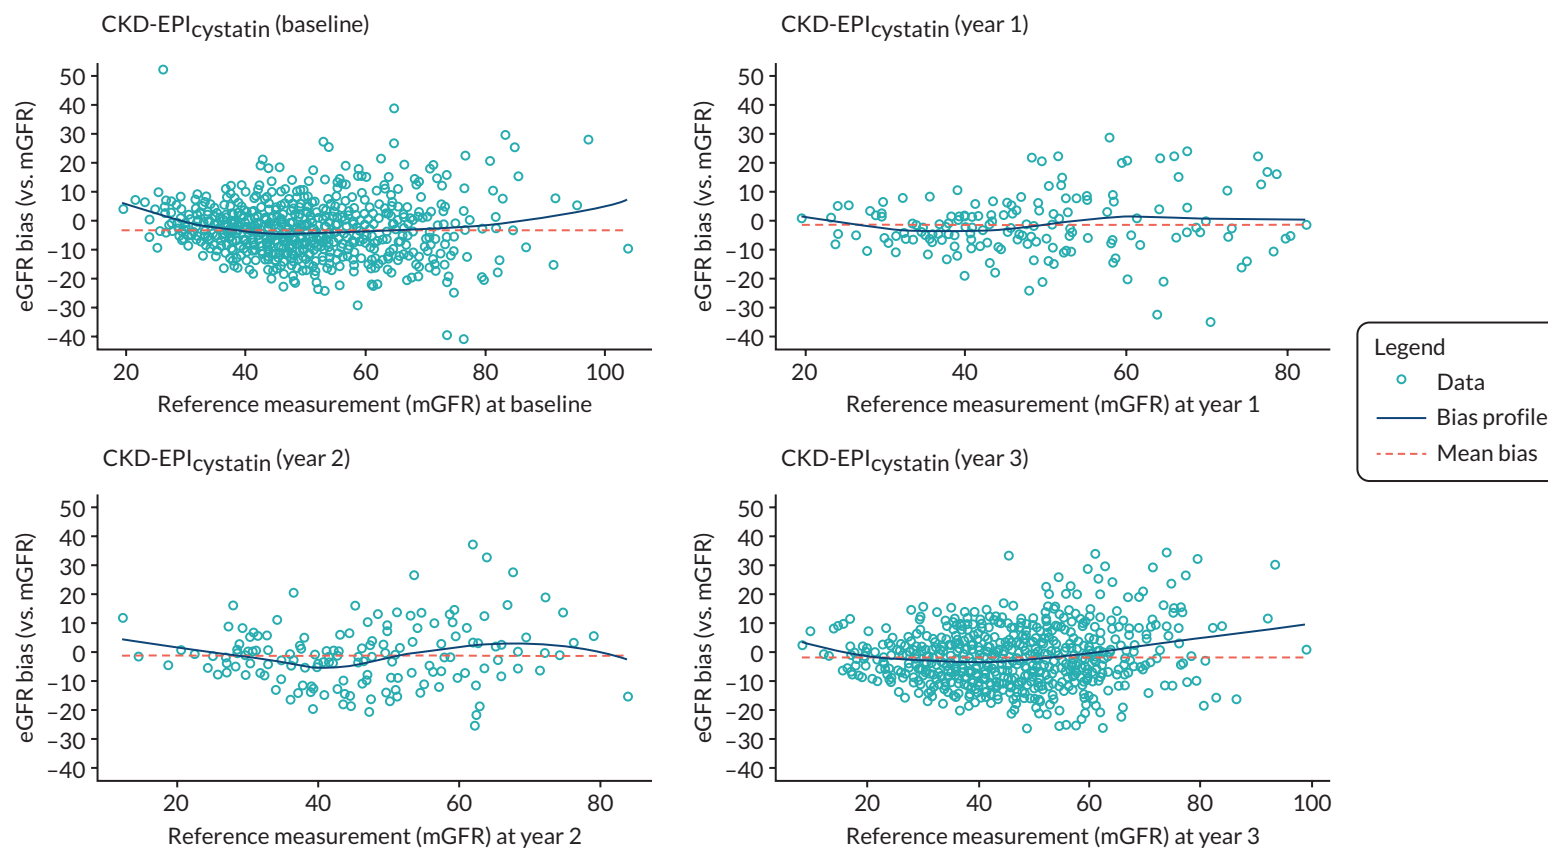 CKD-EPIcystatin (baseline)
eGFR bias (vs. mGFR)
50
40
30
20
10
0
−10
−20
−30
−40
20 40 60 80 100
Reference measurement (mGFR) at baseline
CKD-EPIcystatin (year 1)
eGFR bias (vs. mGFR)
50
40
30
20
10
0
−10
−20
−30
−40
20 40 60 80
Reference measurement (mGFR) at year 1
Legend
Data
Bias profile
Mean bias
CKD-EPIcystatin (year 2)
eGFR bias (vs. mGFR)
50
40
30
20
10
0
−10
−20
−30
−40
20 40 60 80
Reference measurement (mGFR) at year 2
CKD-EPIcystatin (year 3)
eGFR bias (vs. mGFR)
50
40
30
20
10
0
−10
−20
−30
−40
20 40 60 80 100
Reference measurement (mGFR) at year 3